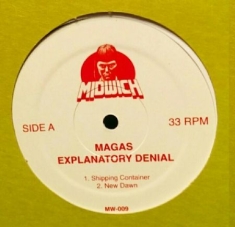 MIDWICH
SIDE A 33 RPM
MAGAS
EXPLANATORY DENIAL
1. Shipping Container
2. New Dawn
MW-009